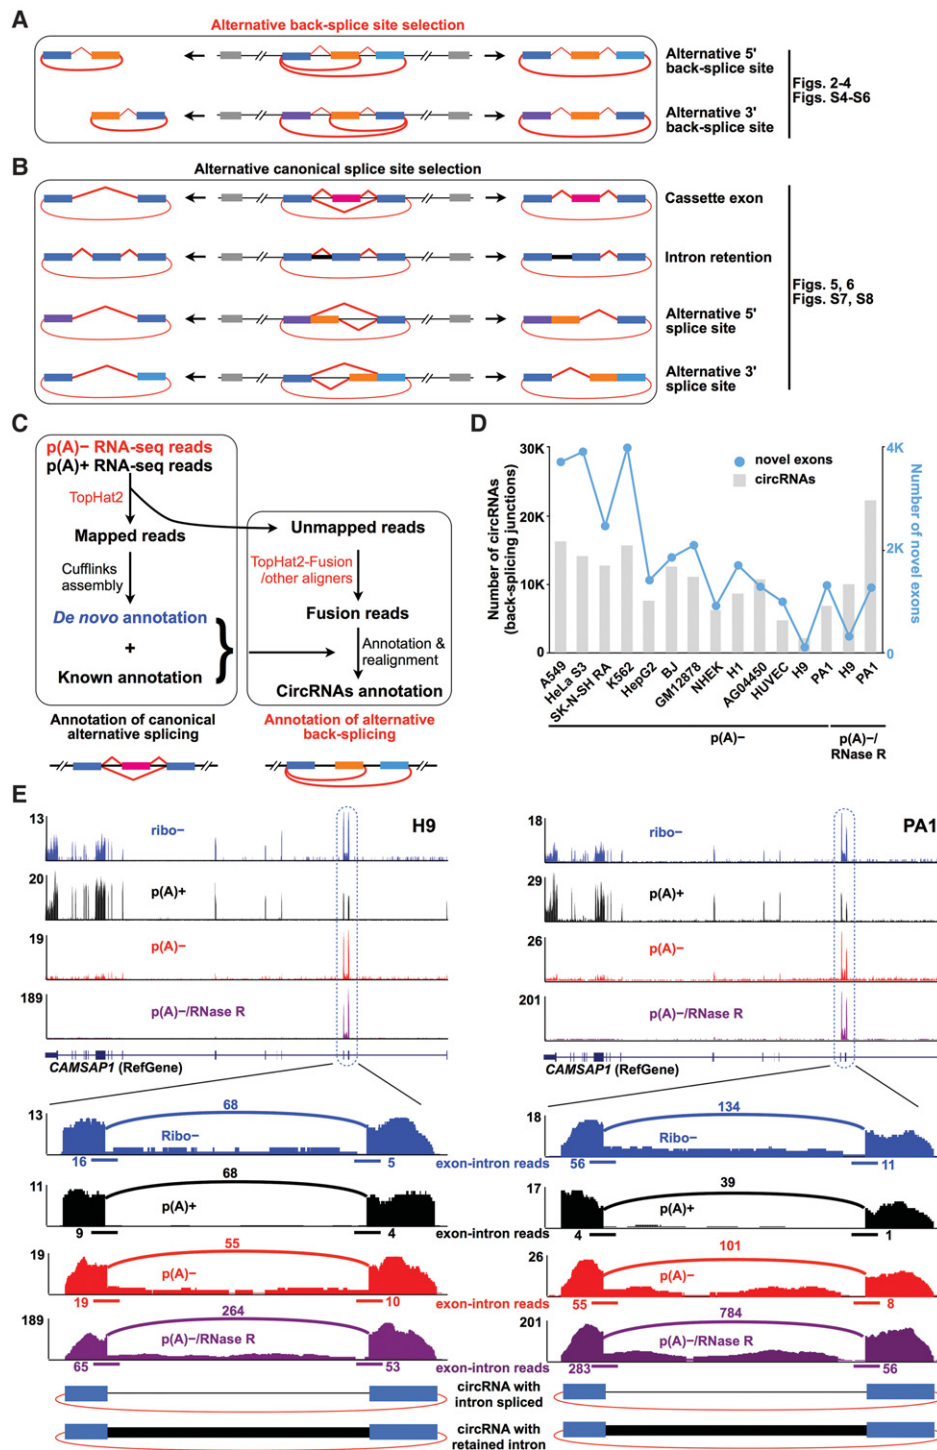 A
Alternative back-splice site selection
Alternative 5'
back-splice site
Alternative 3'
back-splice site
Figs. 2-4
Figs. S4-S6
B
Alternative canonical splice site selection
Cassette exon
Intron retention
Alternative 5'
splice site
Alternative 3'
splice site
Figs. 5, 6
Figs. S7, S8
C
p(A)− RNA-seq reads
p(A)+ RNA-seq reads
TopHat2
Mapped reads
Cufflinks
assembly
De novo annotation
+
Known annotation
Unmapped reads
TopHat2-Fusion
/other aligners
Fusion reads
Annotation &
realignment
CircRNAs annotation
Annotation of canonical
alternative splicing
Annotation of alternative
back-splicing
D
Number of circRNAs
(back-splicing junctions)
30K
20K
10K
0
novel exons
circRNAs
4K
2K
0
Number of novel exons
A549
HeLa S3
SK-N-SH RA
K562
HepG2
BJ
GM12878
NHEK
H1
AG04450
HUVEC
H9
PA1
H9
PA1
p(A)−
p(A)−/
RNase R
E
H9
13
ribo−
20
p(A)+
19
p(A)−
189
p(A)−/RNase R
CAMSAP1 (RefGene)
PA1
18
ribo−
29
p(A)+
26
p(A)−
201
p(A)−/RNase R
CAMSAP1 (RefGene)
13
68
Ribo−
16
5
exon-intron reads
18
134
Ribo−
56
11
11
68
p(A)+
9
4
exon-intron reads
17
39
p(A)+
4
1
19
55
p(A)−
19
10
exon-intron reads
26
101
p(A)−
55
8
189
264
p(A)−/RNase R
65
53
exon-intron reads
201
784
p(A)−/RNase R
283
56
circRNA with
intron spliced
circRNA with
retained intron